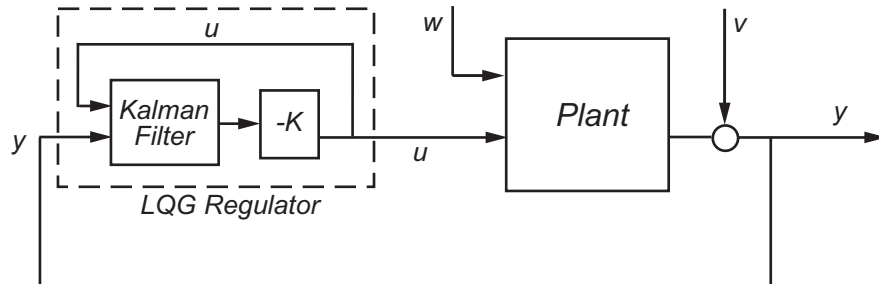 u
w
v
Kalman
Filter
-K
Plant
y
y
u
LQG Regulator